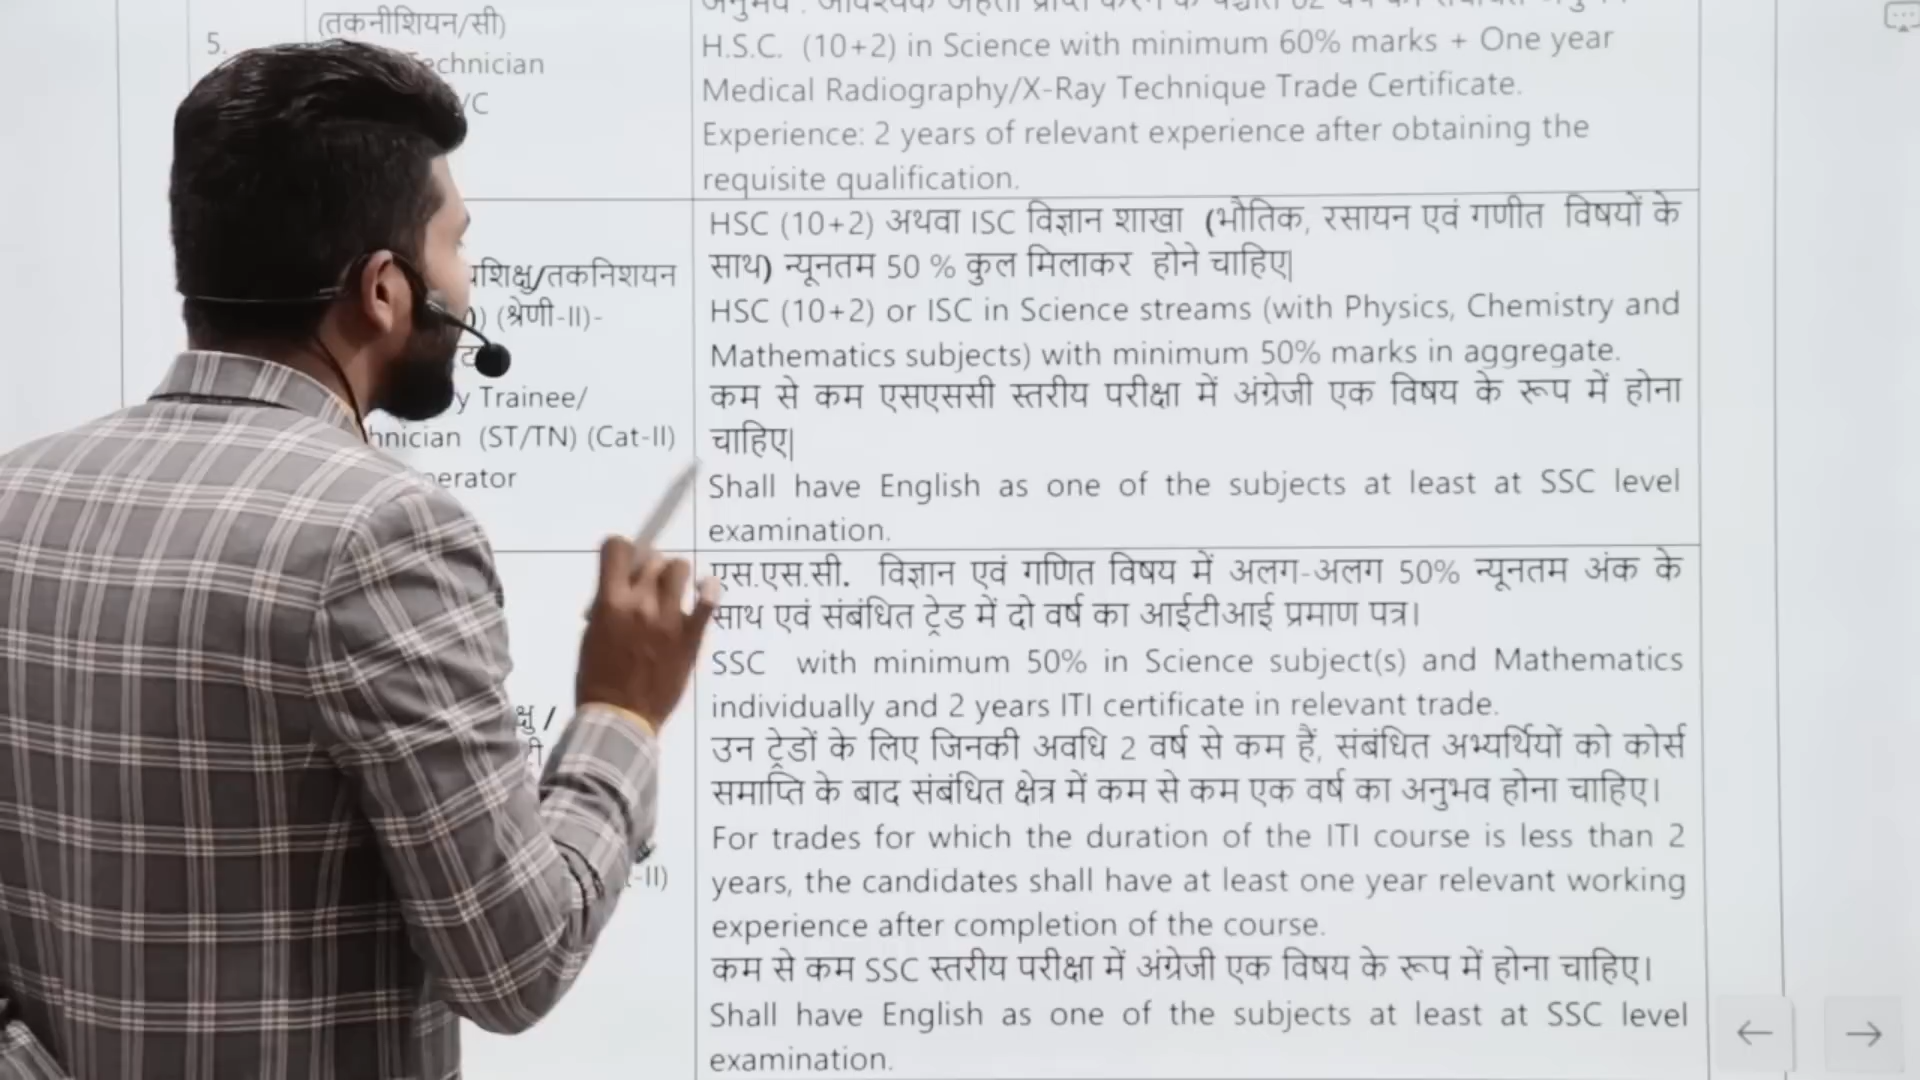 (तकनीशियन/सी)
5.
echnician
/C
H.S.C. (10+2) in Science with minimum 60% marks + One year
Medical Radiography/X-Ray Technique Trade Certificate.
Experience: 2 years of relevant experience after obtaining the
requisite qualification.
/तकनिशयन
(श्रेणी-II)-
y Trainee/
hnician (ST/TN) (Cat-II)
erator
HSC (10+2) अथवा ISC विज्ञान शाखा (भौतिक, रसायन एवं गणीत विषयों के
साथ) न्यूनतम 50 % कुल मिलाकर होने चाहिए|
HSC (10+2) or ISC in Science streams (with Physics, Chemistry and
Mathematics subjects) with minimum 50% marks in aggregate.
कम से कम एसएससी स्तरीय परीक्षा में अंग्रेजी एक विषय के रूप में होना
चाहिए|
Shall have English as one of the subjects at least at SSC level
examination.
-II)
एस.एस.सी. विज्ञान एवं गणित विषय में अलग-अलग 50% न्यूनतम अंक के
साथ एवं संबंधित ट्रेड में दो वर्ष का आईटीआई प्रमाण पत्र।
SSC with minimum 50% in Science subject(s) and Mathematics
individually and 2 years ITI certificate in relevant trade.
उन ट्रेडों के लिए जिनकी अवधि 2 वर्ष से कम हैं, संबंधित अभ्यर्थियों को कोर्स
समाप्ति के बाद संबंधित क्षेत्र में कम से कम एक वर्ष का अनुभव होना चाहिए।
For trades for which the duration of the ITI course is less than 2
years, the candidates shall have at least one year relevant working
experience after completion of the course.
कम से कम SSC स्तरीय परीक्षा में अंग्रेजी एक विषय के रूप में होना चाहिए।
Shall have English as one of the subjects at least at SSC level
examination.